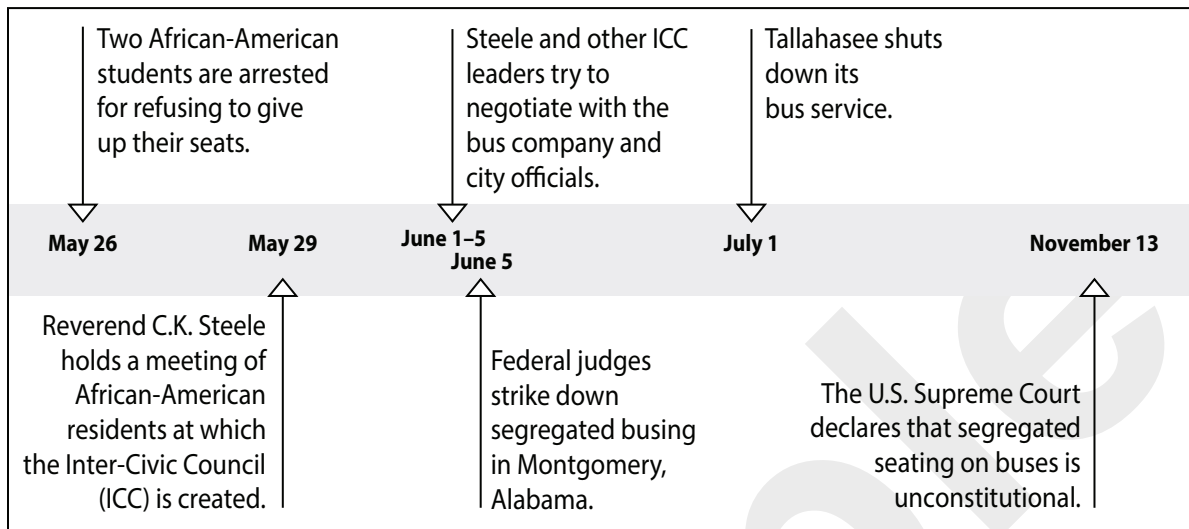 Two African-American
students are arrested
for refusing to give
up their seats.
Steele and other ICC
leaders try to
negotiate with the
bus company and
city officials.
Tallahasee shuts
down its
bus service.
May 26
May 29
June 1–5
June 5
July 1
November 13
Reverend C.K. Steele
holds a meeting of
African-American
residents at which
the Inter-Civic Council
(ICC) is created.
Federal judges
strike down
segregated busing
in Montgomery,
Alabama.
The U.S. Supreme Court
declares that segregated
seating on buses is
unconstitutional.